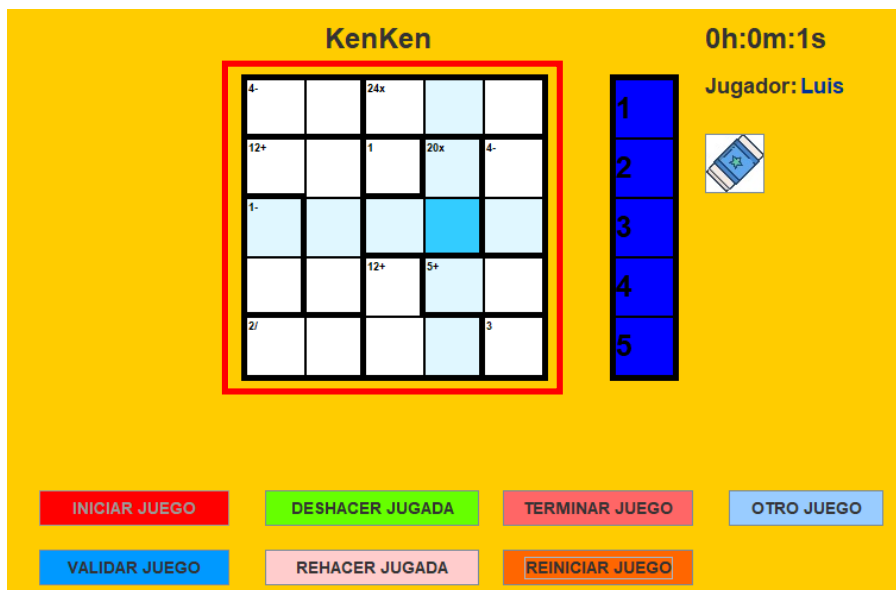 KenKen
0h:0m:1s
Jugador: Luis
4- 24x
12+ 1 20x 4-
1-
12+ 5+
2/ 3
1
2
3
4
5
INICIAR JUEGO DESHACER JUGADA TERMINAR JUEGO OTRO JUEGO
VALIDAR JUEGO REHACER JUGADA REINICIAR JUEGO